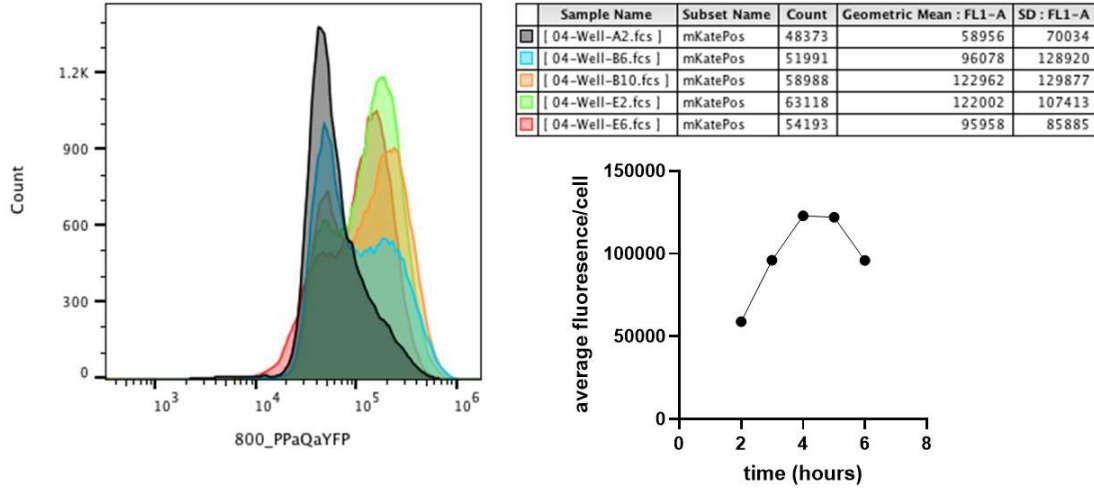 Count
1.2K
900
600
300
0
10^3
10^4
10^5
10^6
800_PPaQaYFP
Sample Name Subset Name Count Geometric Mean : FL1-A SD : FL1-A
[ 04-Well-A2.fcs ] mKatePos 48373 58956 70034
[ 04-Well-B6.fcs ] mKatePos 51991 96078 128920
[ 04-Well-B10.fcs ] mKatePos 58988 122962 129877
[ 04-Well-E2.fcs ] mKatePos 63118 122002 107413
[ 04-Well-E6.fcs ] mKatePos 54193 95958 85885
average fluoresence/cell
150000
100000
50000
0
0 2 4 6 8
time (hours)